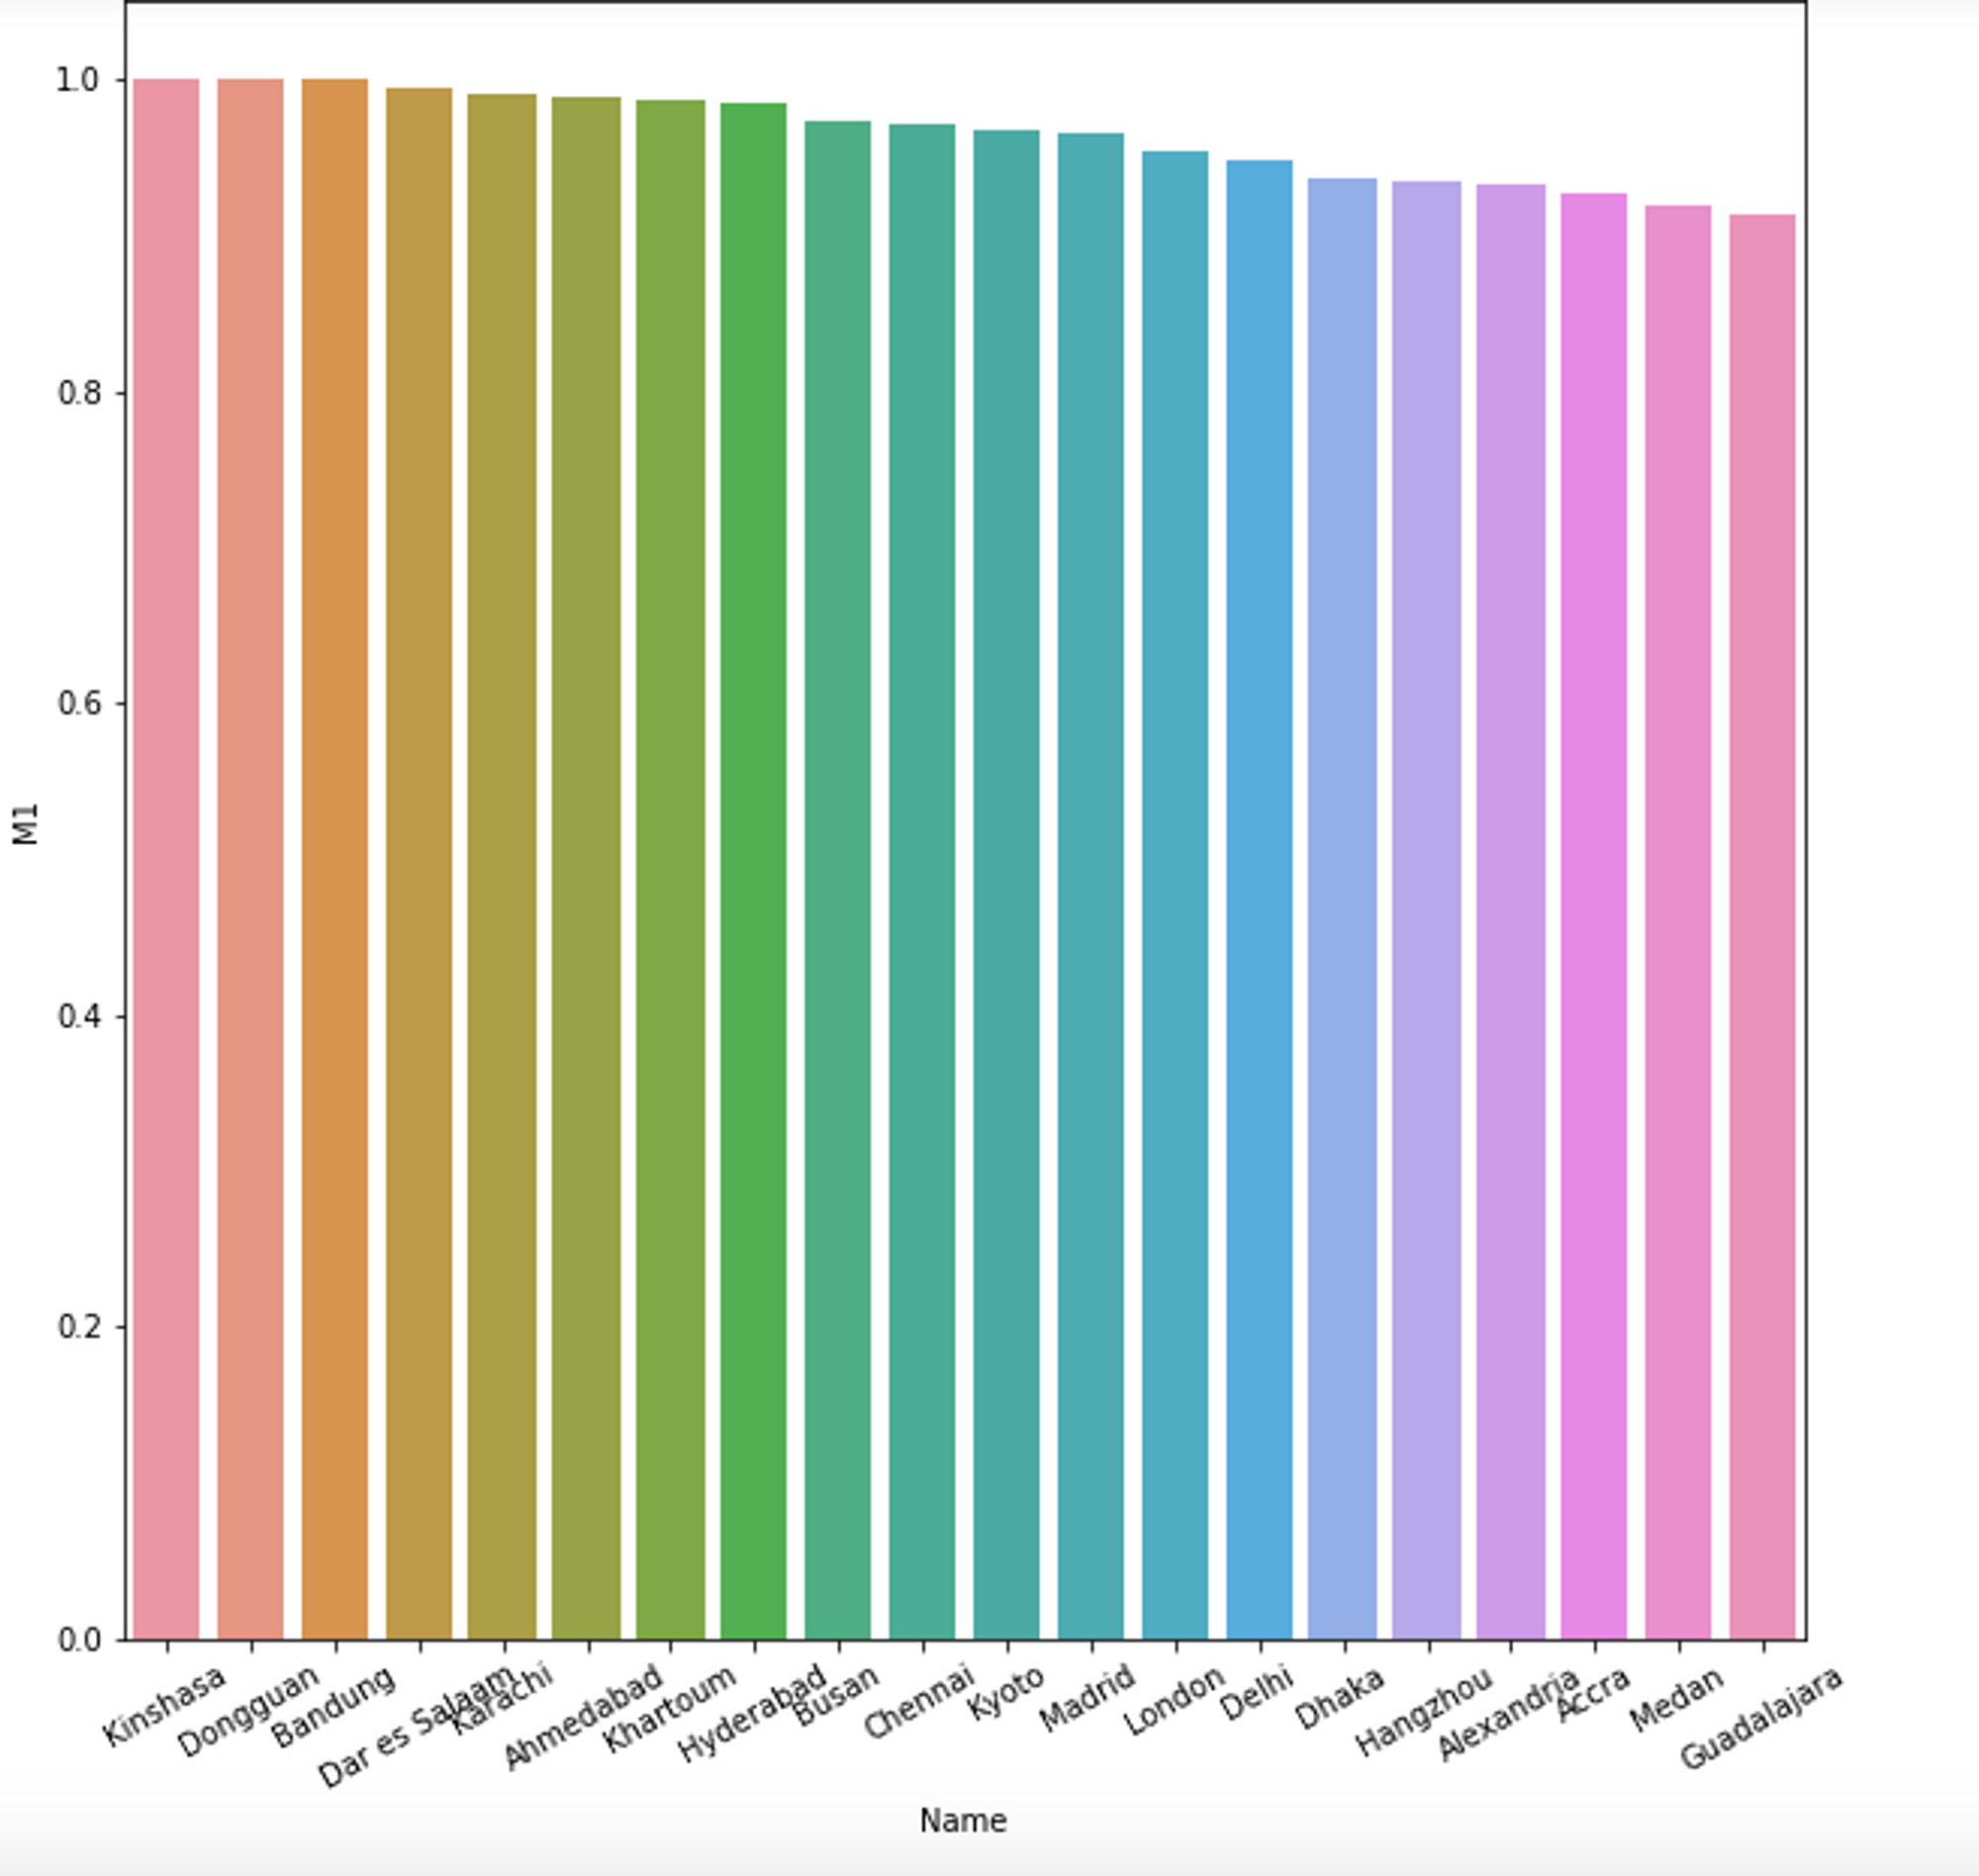 1.0
0.8
0.6
0.4
0.2
0.0
M1
Kinshasa
Dongguan
Bandung
Dar es Salaam
Karachi
Ahmedabad
Khartoum
Hyderabad
Busan
Chennai
Kyoto
Madrid
London
Delhi
Dhaka
Hangzhou
Alexandria
Accra
Medan
Guadalajara
Name